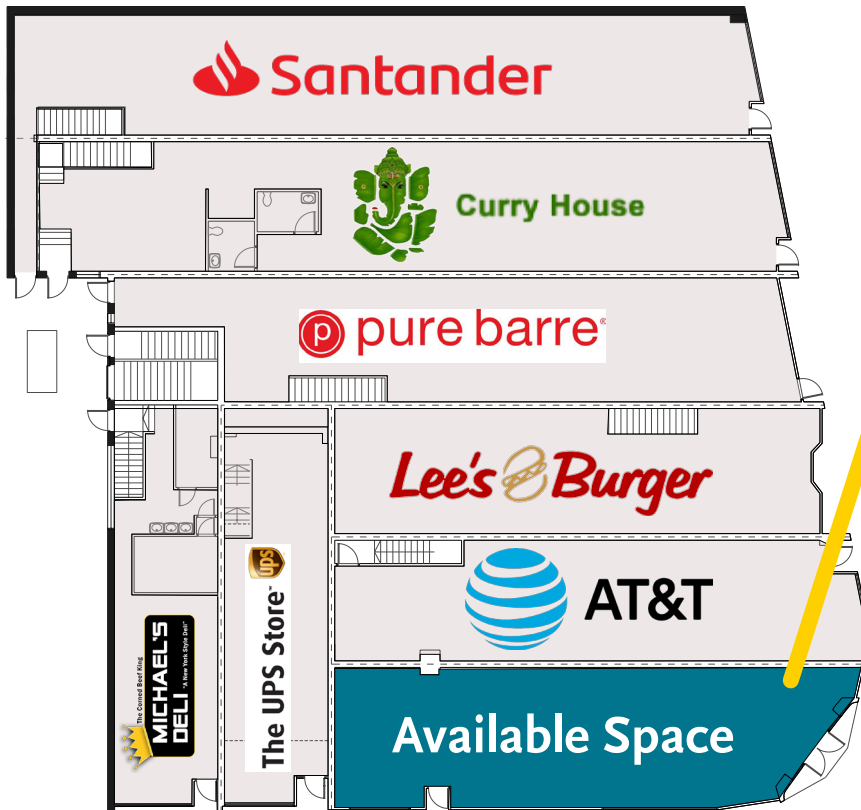 Santander
Curry House
p pure barre®
Lee's Burger
AT&T
The Corned Beef King
MICHAEL'S
DELI "A New York Style Deli"
The UPS Store
ups
Available Space